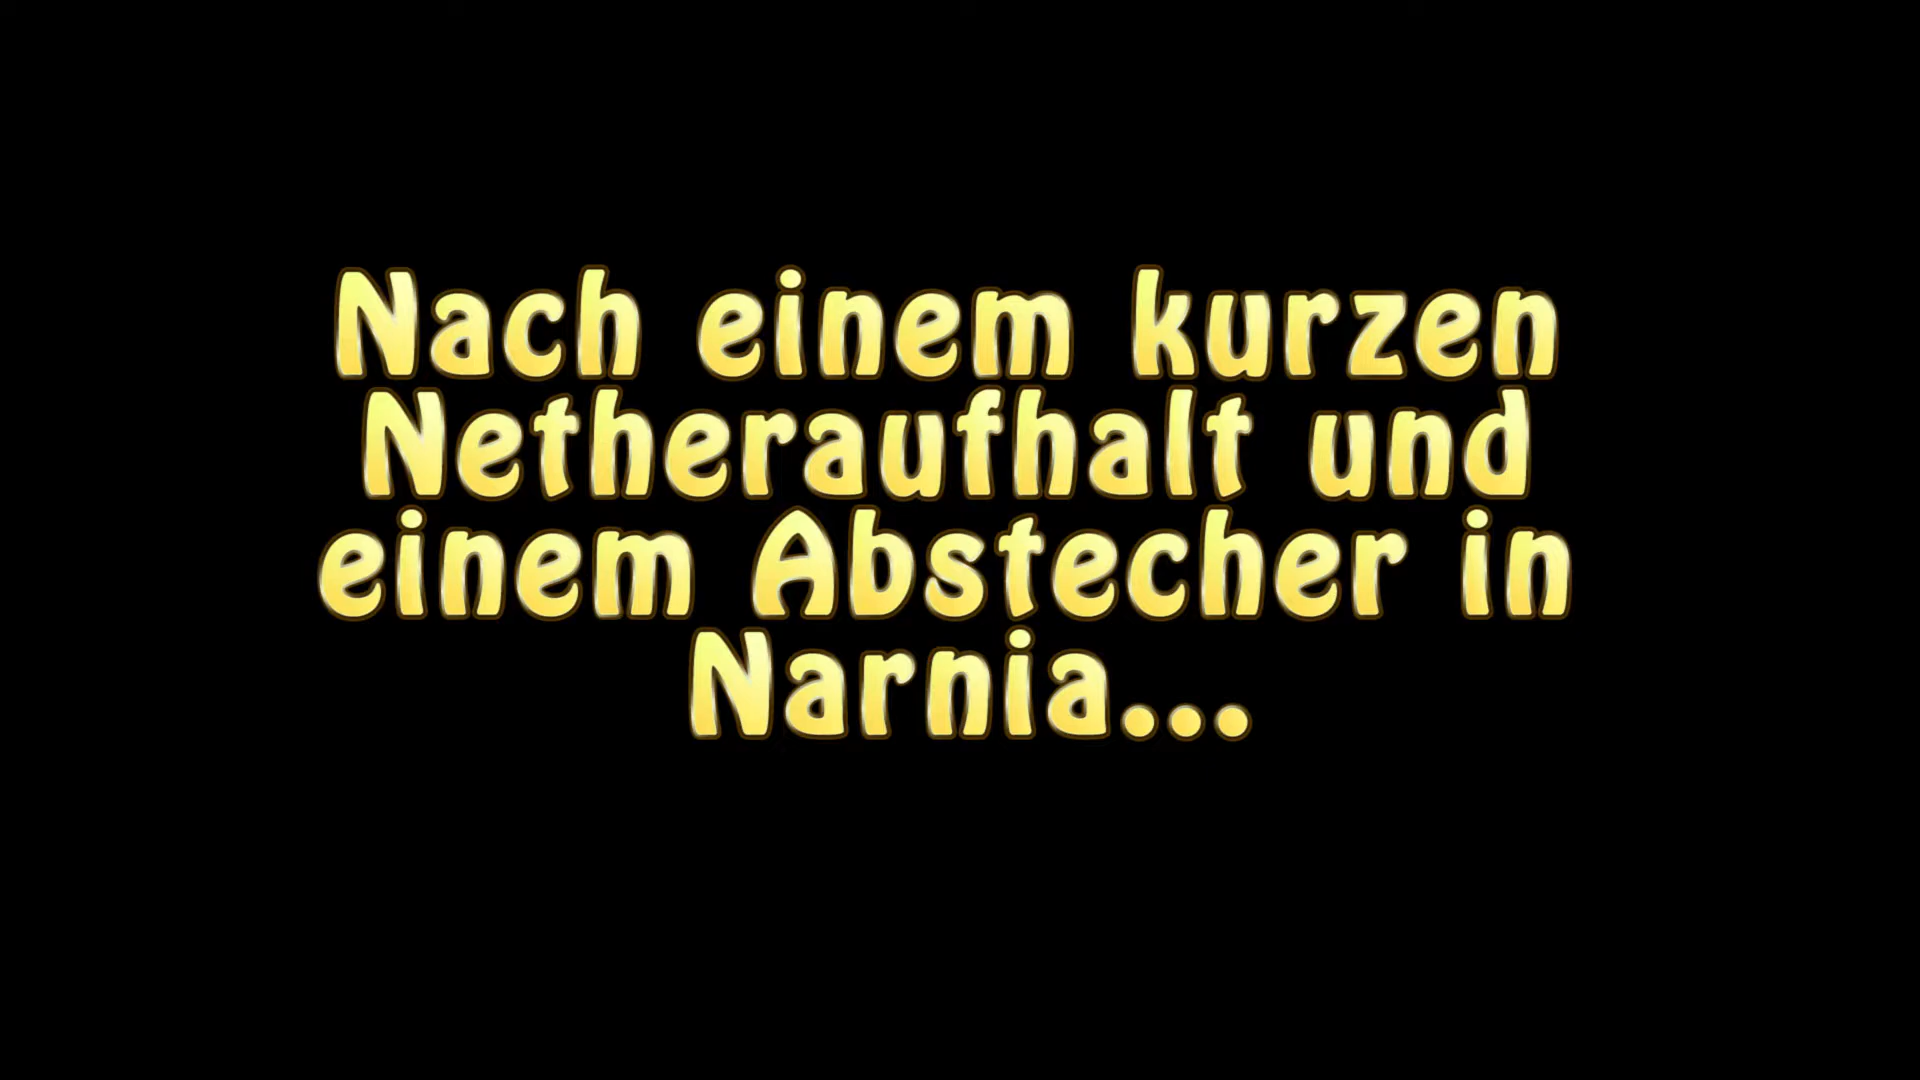 Nach einem kurzen
Netheraufhalt und
einem Abstecher in
Narnia...